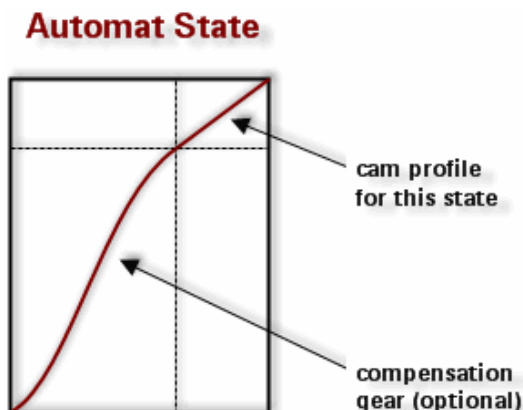 Automat State
cam profile
for this state
compensation
gear (optional)